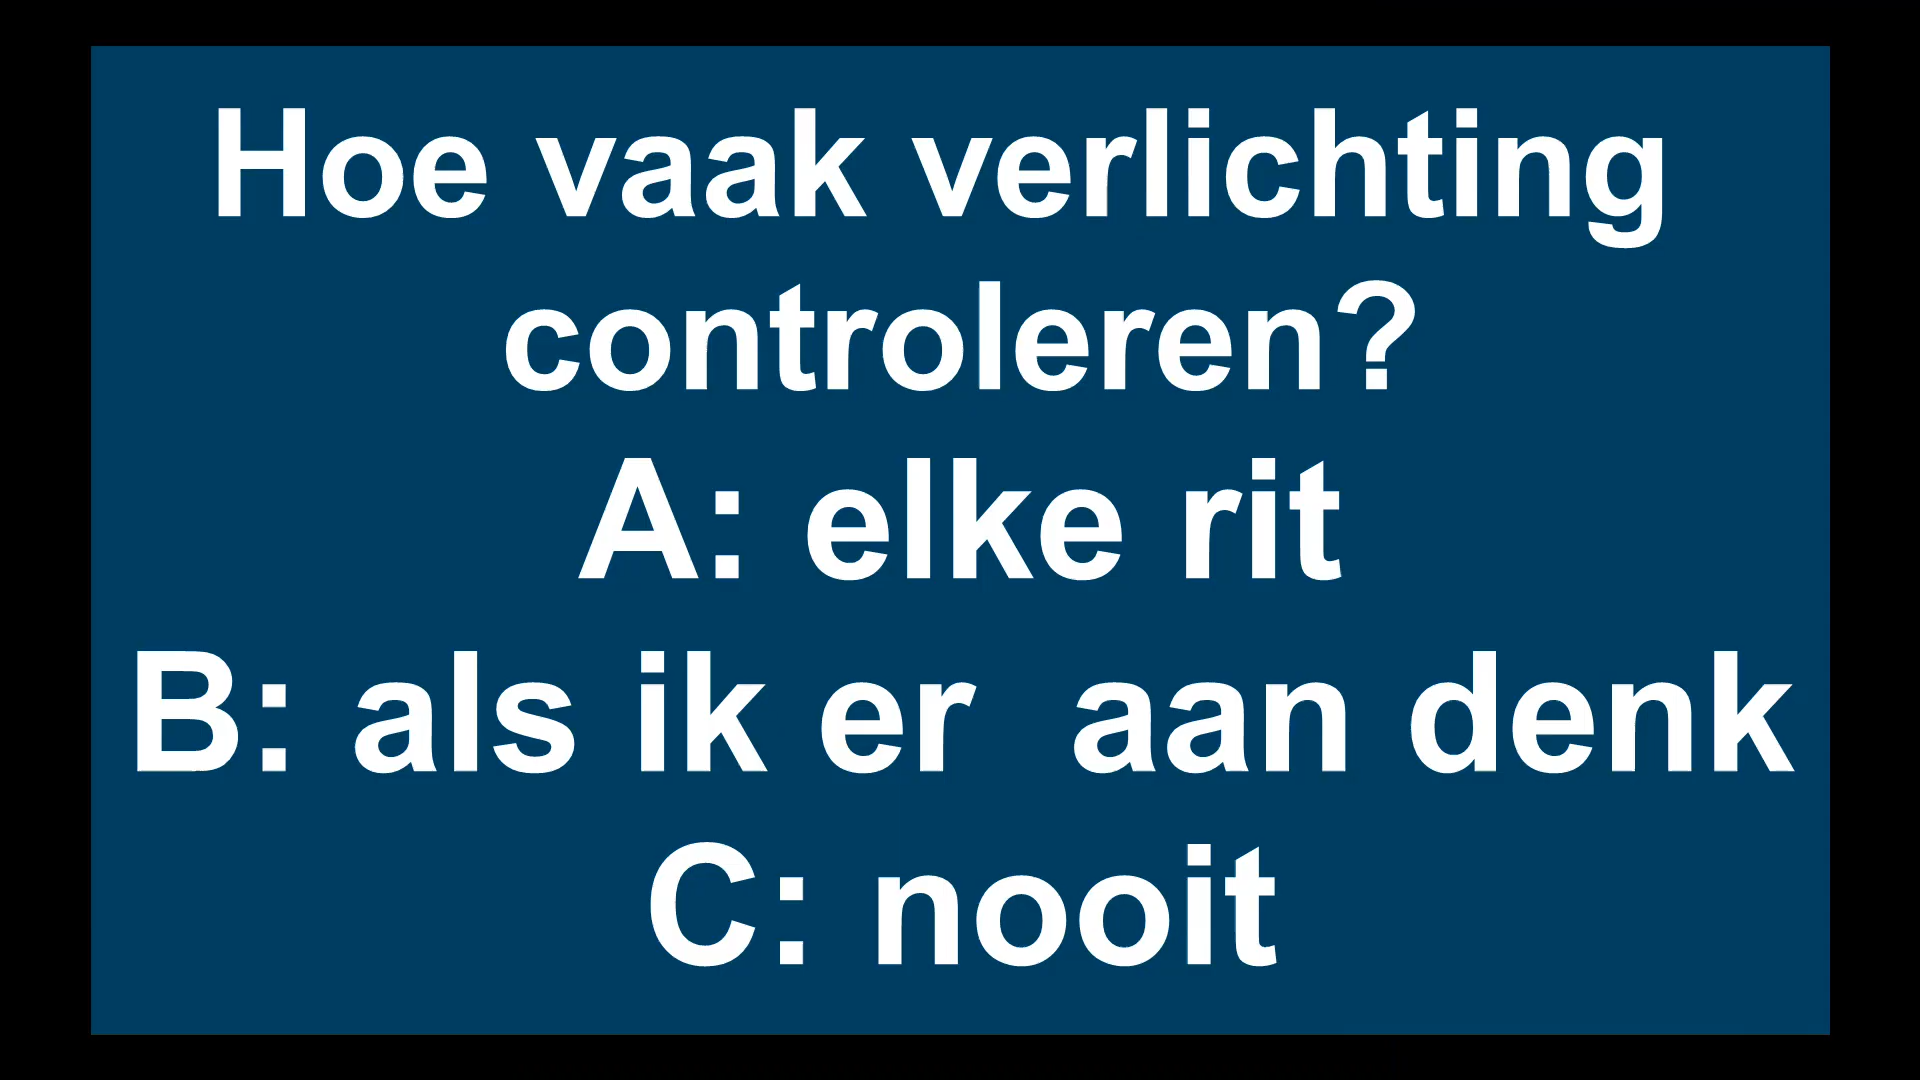 Hoe vaak verlichting
controleren?
A: elke rit
B: als ik er  aan denk
C: nooit